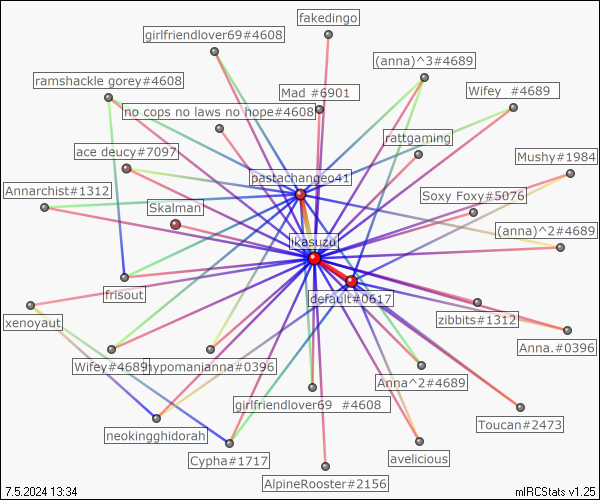 fakedingo
girlfriendlover69#4608
(anna)^3#4689
ramshackle gorey#4608
Mad #6901
Wifey #4689
no cops no laws no hope#4608
rattgaming
ace deucy#7097
Mushy#1984
pastachangeo41
Annarchist#1312
Soxy Foxy#5076
Skalman
(anna)^2#4689
ikasuzu
frisout
default#0617
xenoyaut
zibbits#1312
Anna.#0396
Wifey#4689
hypomanianna#0396
Anna^2#4689
girlfriendlover69 #4608
Toucan#2473
neokingghidorah
Cypha#1717
avelicious
AlpineRooster#2156
7.5.2024 13:34
mIRCStats v1.25